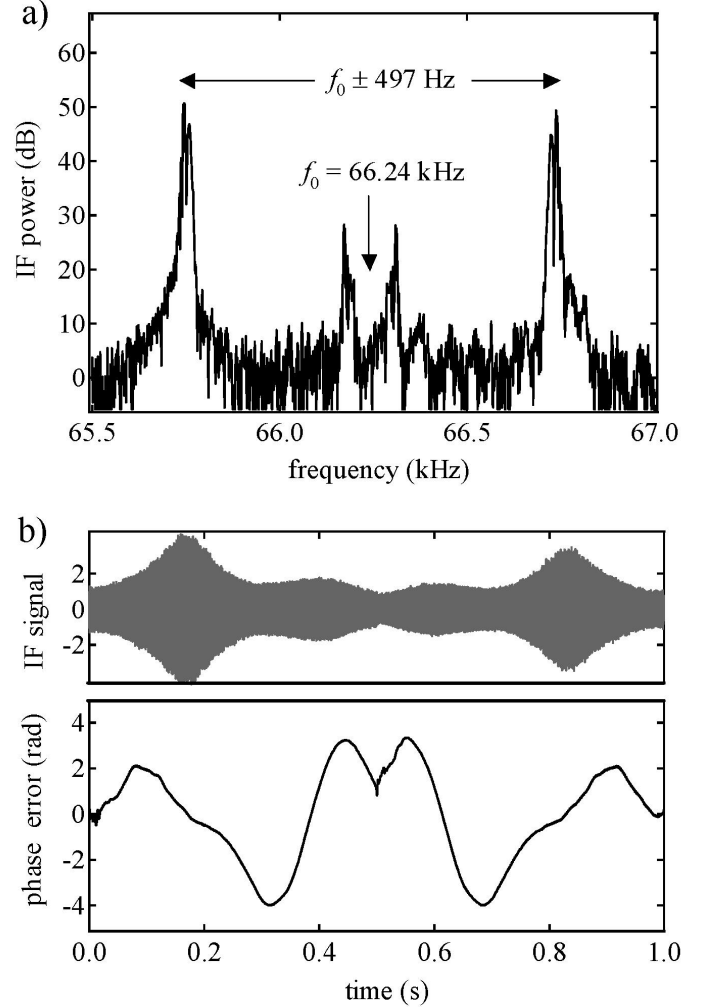 a)
60
50
40
30
20
10
0
IF power (dB)
f0 ± 497 Hz
f0 = 66.24 kHz
65.5 66.0 66.5 67.0
frequency (kHz)
b)
2
0
-2
IF signal
4
2
0
-2
-4
phase error (rad)
0.0 0.2 0.4 0.6 0.8 1.0
time (s)